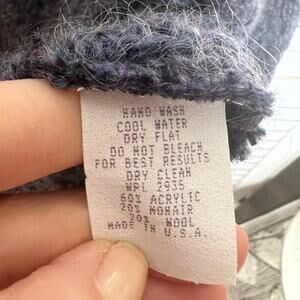 HAND WASH
COOL WATER
DRY FLAT
DO NOT BLEACH
FOR BEST RESULTS
DRY CLEAN
WPL 2935
60% ACRYLIC
20% MOHAIR
20% WOOL
MADE IN U.S.A.